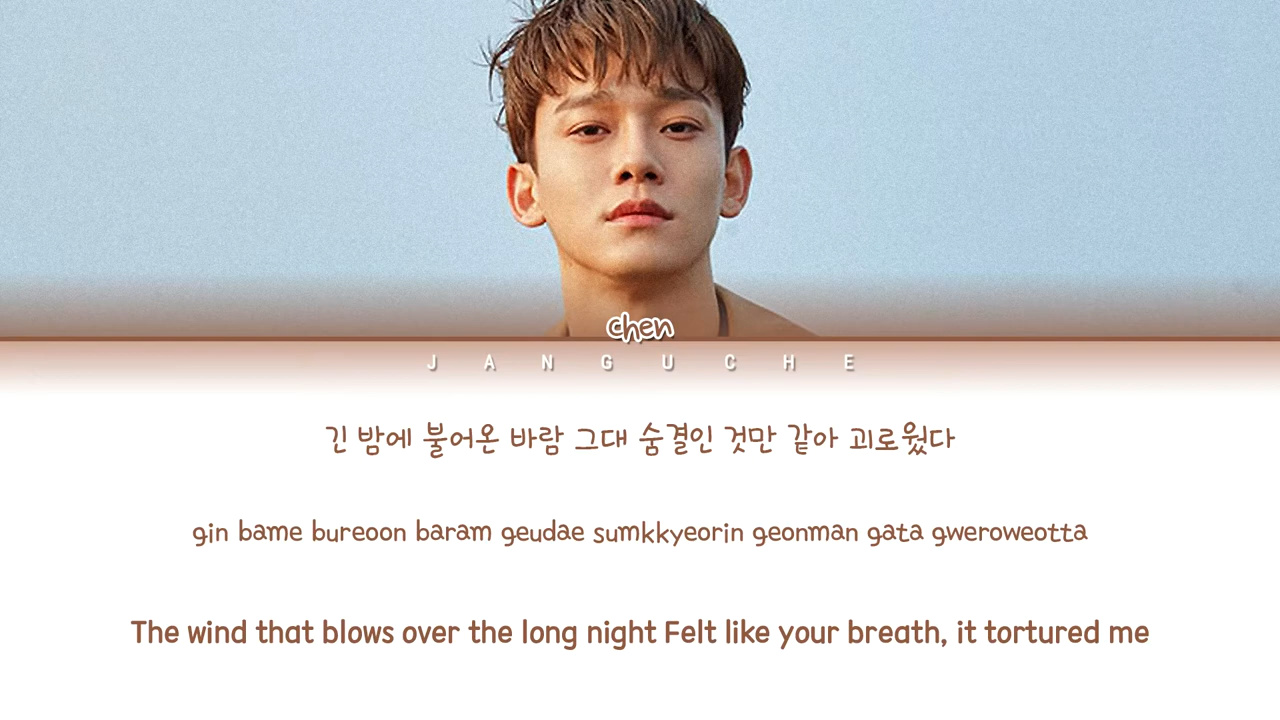 chen
JANGUCHE
긴 밤에 불어온 바람 그대 숨결인 것만 같아 괴로웠다
gin bame bureoon baram geudae sumkkyeorin geonman gata gweroweotta
The wind that blows over the long night Felt like your breath, it tortured me